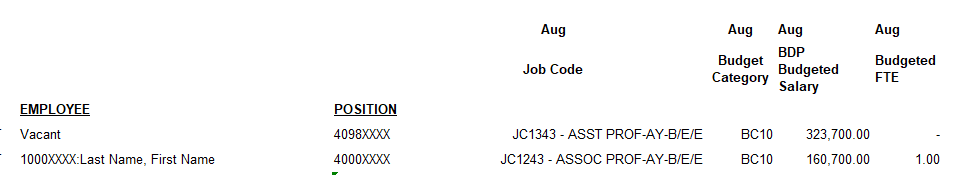 Aug Aug Aug Aug
Job Code Budget Category BDP Budgeted Salary Budgeted FTE
EMPLOYEE POSITION
Vacant 4098XXXX JC1343 - ASST PROF-AY-B/E/E BC10 323,700.00 -
1000XXXX:Last Name, First Name 4000XXXX JC1243 - ASSOC PROF-AY-B/E/E BC10 160,700.00 1.00